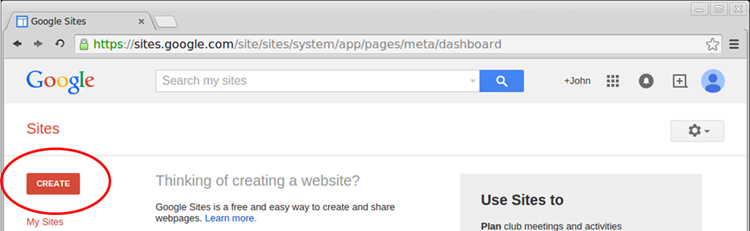 Google Sites
https://sites.google.com/site/sites/system/app/pages/meta/dashboard
Google
Search my sites
+John
Sites
CREATE
My Sites
Thinking of creating a website?
Google Sites is a free and easy way to create and share
webpages. Learn more.
Use Sites to
Plan club meetings and activities